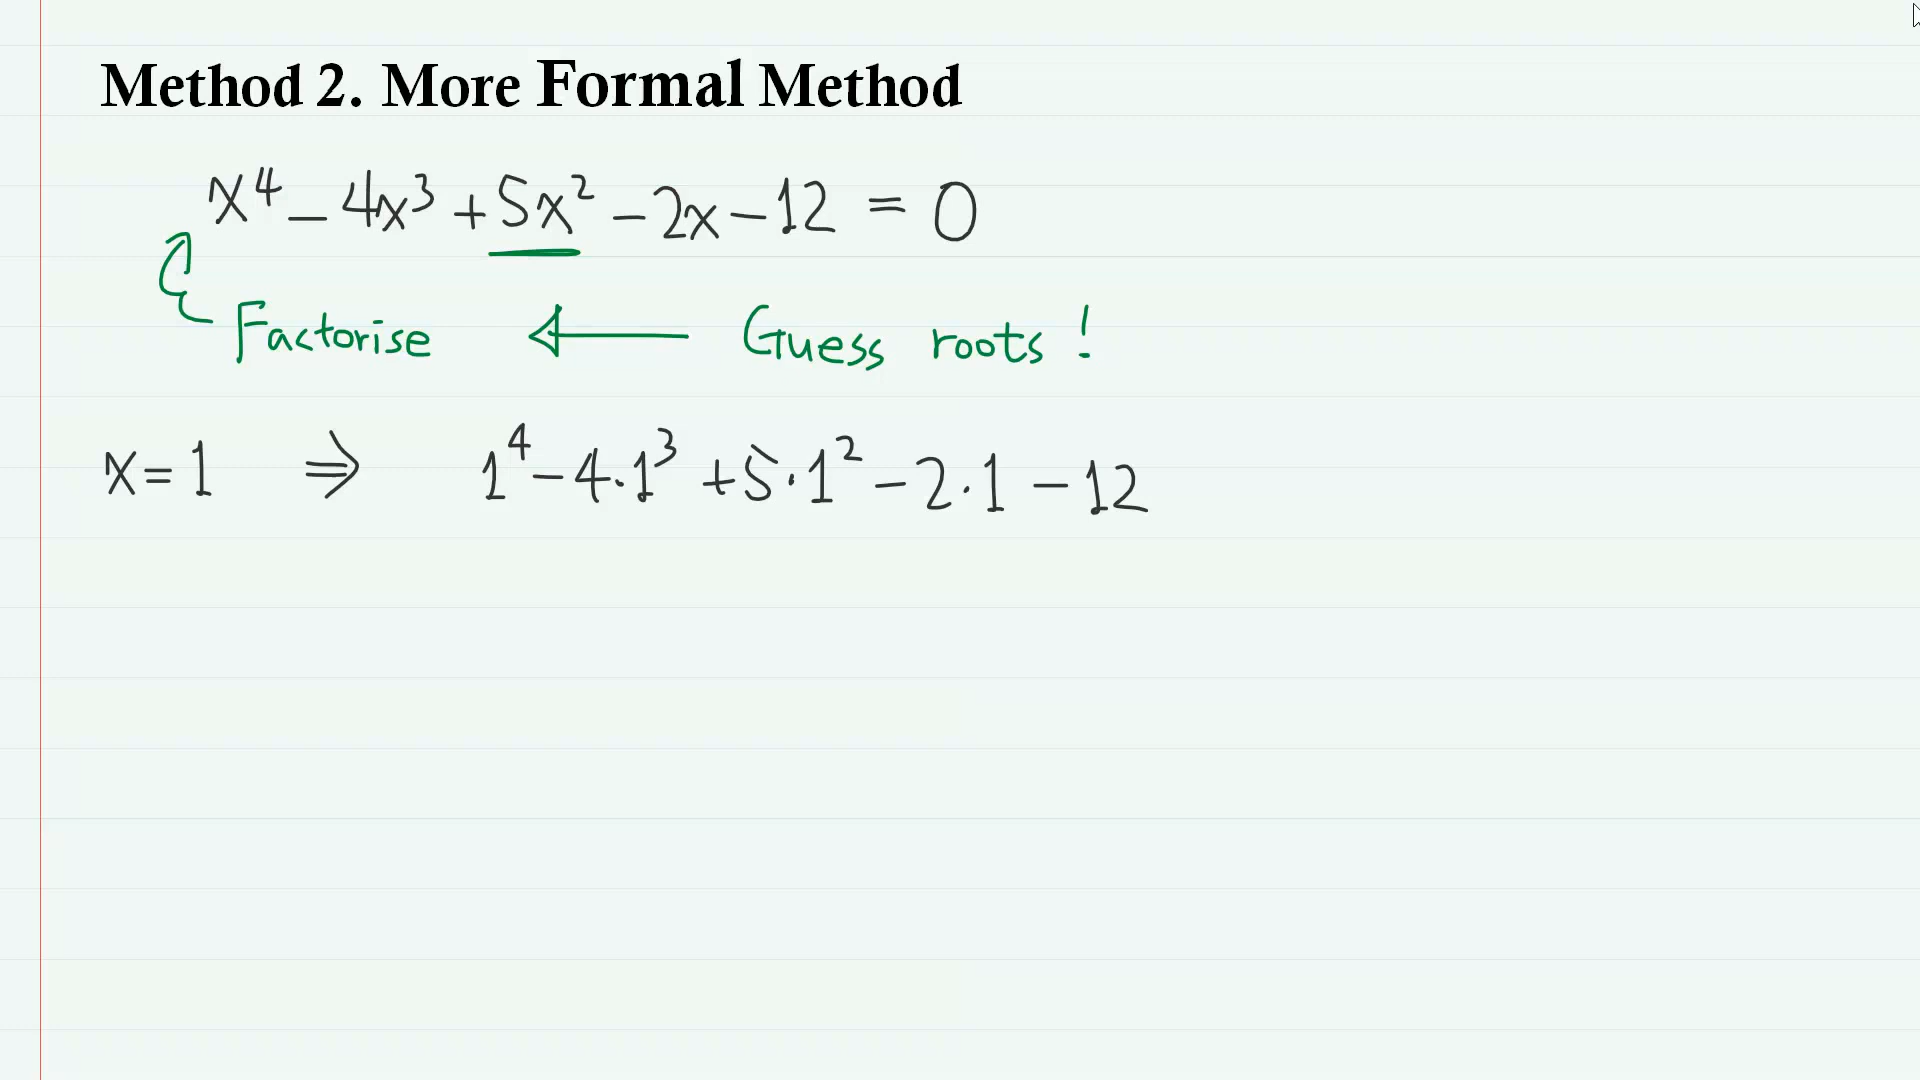 Method 2. More Formal Method
x⁴ – 4x³ + 5x² – 2x – 12 = 0
Factorise ← Guess roots !
x = 1 ⇒ 1⁴ – 4·1³ + 5·1² – 2·1 – 12